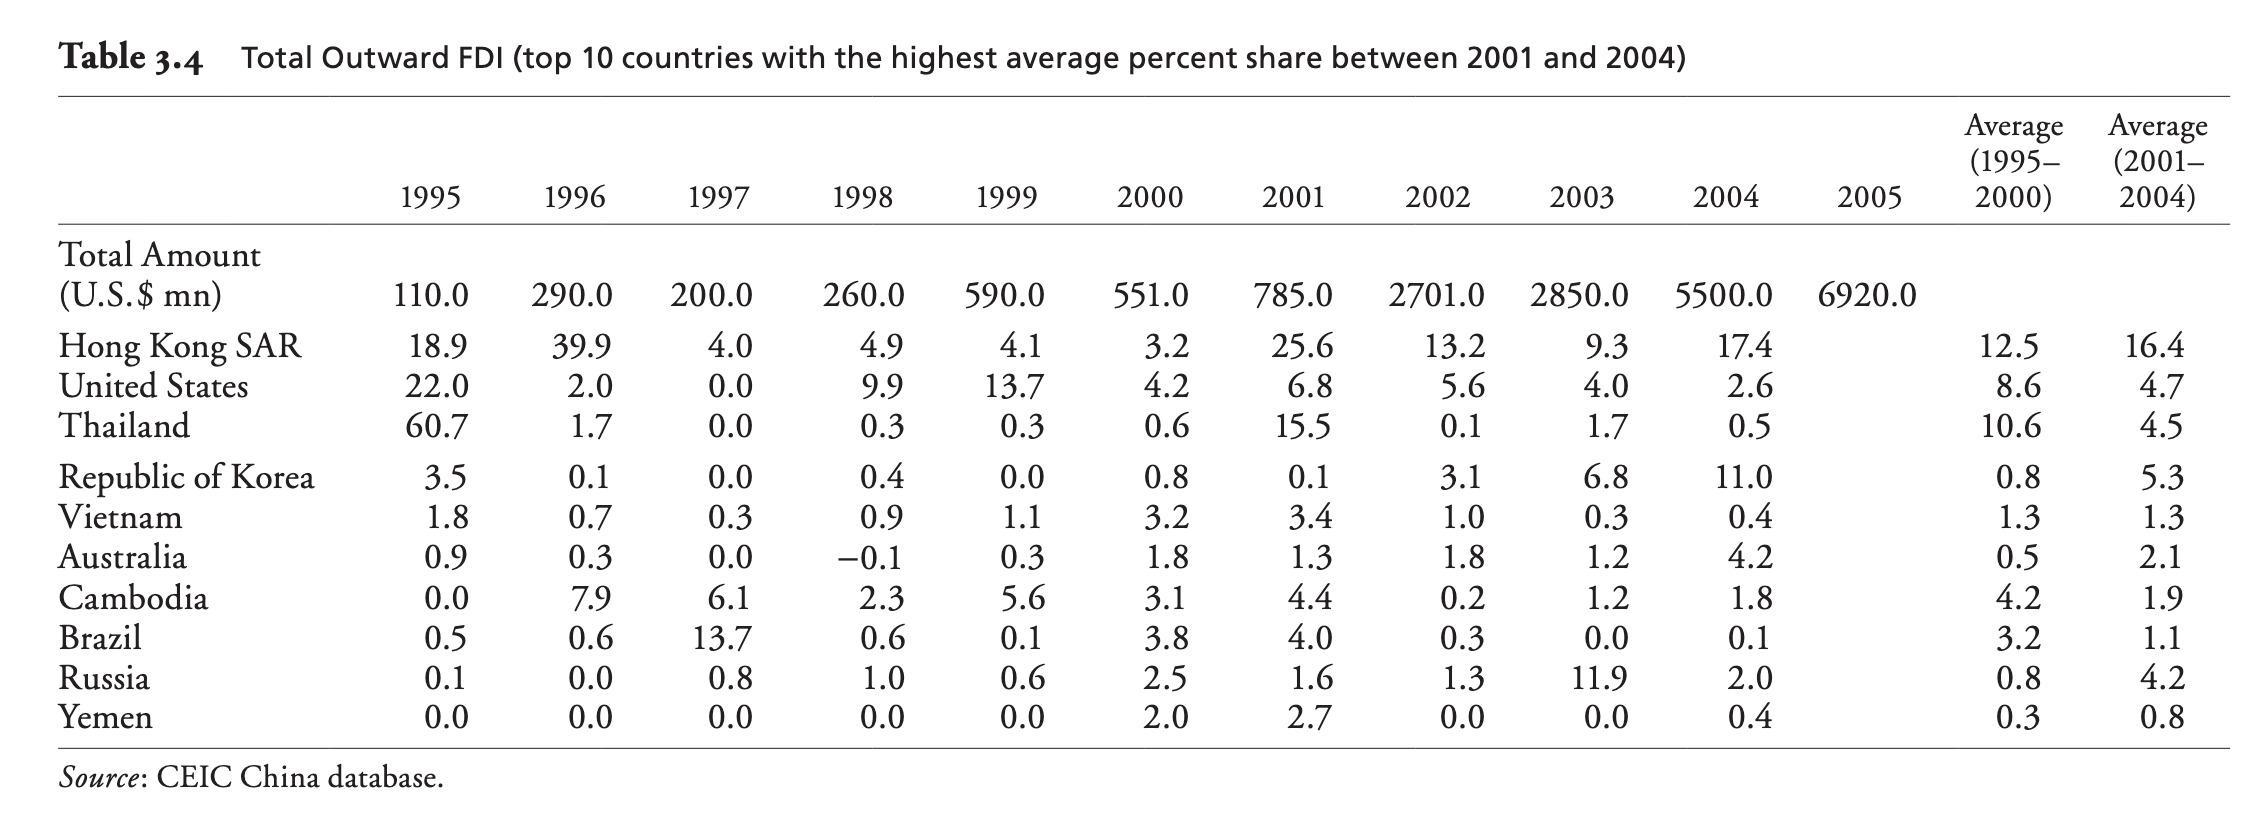 Table 3.4 Total Outward FDI (top 10 countries with the highest average percent share between 2001 and 2004)
Average Average
(1995– (2001–
1995 1996 1997 1998 1999 2000 2001 2002 2003 2004 2005 2000) 2004)
Total Amount
(U.S.$ mn) 110.0 290.0 200.0 260.0 590.0 551.0 785.0 2701.0 2850.0 5500.0 6920.0
Hong Kong SAR 18.9 39.9 4.0 4.9 4.1 3.2 25.6 13.2 9.3 17.4 12.5 16.4
United States 22.0 2.0 0.0 9.9 13.7 4.2 6.8 5.6 4.0 2.6 8.6 4.7
Thailand 60.7 1.7 0.0 0.3 0.3 0.6 15.5 0.1 1.7 0.5 10.6 4.5
Republic of Korea 3.5 0.1 0.0 0.4 0.0 0.8 0.1 3.1 6.8 11.0 0.8 5.3
Vietnam 1.8 0.7 0.3 0.9 1.1 3.2 3.4 1.0 0.3 0.4 1.3 1.3
Australia 0.9 0.3 0.0 −0.1 0.3 1.8 1.3 1.8 1.2 4.2 0.5 2.1
Cambodia 0.0 7.9 6.1 2.3 5.6 3.1 4.4 0.2 1.2 1.8 4.2 1.9
Brazil 0.5 0.6 13.7 0.6 0.1 3.8 4.0 0.3 0.0 0.1 3.2 1.1
Russia 0.1 0.0 0.8 1.0 0.6 2.5 1.6 1.3 11.9 2.0 0.8 4.2
Yemen 0.0 0.0 0.0 0.0 0.0 2.0 2.7 0.0 0.0 0.4 0.3 0.8
Source: CEIC China database.